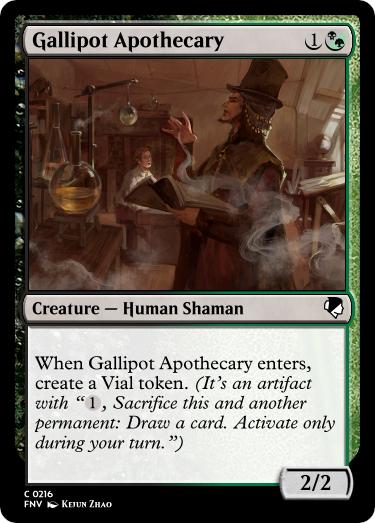 Gallipot Apothecary 1
Creature — Human Shaman
When Gallipot Apothecary enters,
create a Vial token. (It's an artifact
with “1, Sacrifice this and another
permanent: Draw a card. Activate only
during your turn.”)
2/2
C 0216
FNV Kejun Zhao